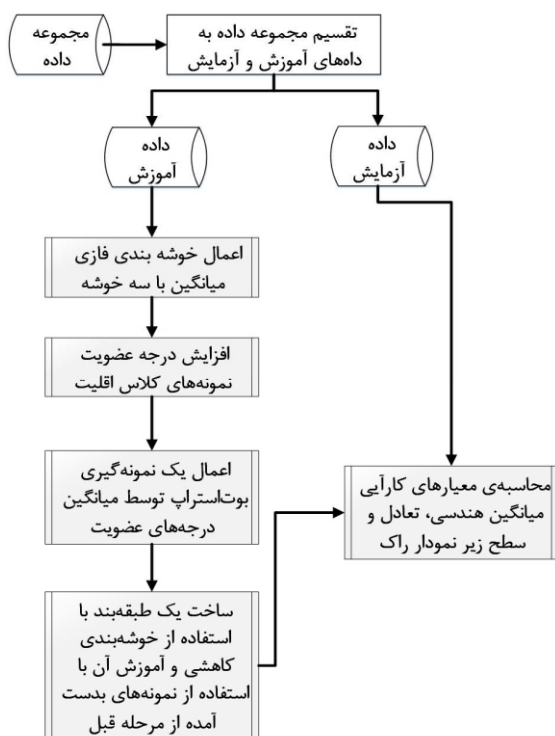 مجموعه
داده
تقسیم مجموعه داده به
داه‌های آموزش و آزمایش
داده
آموزش
داده
آزمایش
اعمال خوشه بندی فازی
میانگین با سه خوشه
افزایش درجه عضویت
نمونه‌های کلاس اقلیت
اعمال یک نمونه‌گیری
بوت‌استراپ توسط میانگین
درجه‌های عضویت
ساخت یک طبقه‌بند با
استفاده از خوشه‌بندی
کاهشی و آموزش آن با
استفاده از نمونه‌های بدست
آمده از مرحله قبل
محاسبه‌ی معیارهای کارآیی
میانگین هندسی، تعادل و
سطح زیر نمودار راک